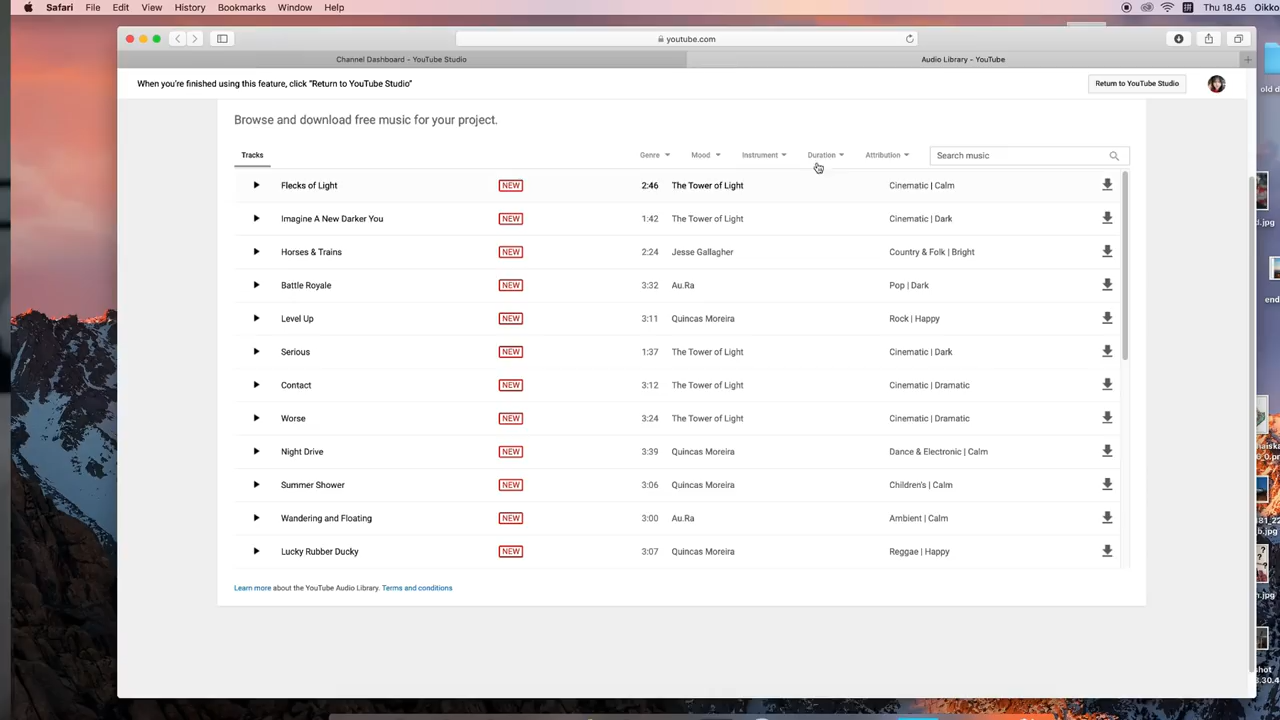 Safari File Edit View History Bookmarks Window Help Thu 18.45 Oikko
youtube.com
Channel Dashboard - YouTube Studio Audio Library - YouTube
When you're finished using this feature, click "Return to YouTube Studio" Return to YouTube Studio
old d
Browse and download free music for your project.
Tracks Genre Mood Instrument Duration Attribution Search music
Flecks of Light NEW 2:46 The Tower of Light Cinematic | Calm
Imagine A New Darker You NEW 1:42 The Tower of Light Cinematic | Dark
d.jpg
Horses & Trains NEW 2:24 Jesse Gallagher Country & Folk | Bright
Battle Royale NEW 3:32 Au.Ra Pop | Dark
end
Level Up NEW 3:11 Quincas Moreira Rock | Happy
Serious NEW 1:37 The Tower of Light Cinematic | Dark
Contact NEW 3:12 The Tower of Light Cinematic | Dramatic
Worse NEW 3:24 The Tower of Light Cinematic | Dramatic
Night Drive NEW 3:39 Quincas Moreira Dance & Electronic | Calm
Summer Shower NEW 3:06 Quincas Moreira Children's | Calm
Wandering and Floating NEW 3:00 Au.Ra Ambient | Calm
b.jpg
Lucky Rubber Ducky NEW 3:07 Quincas Moreira Reggae | Happy
Learn more about the YouTube Audio Library. Terms and conditions
shot